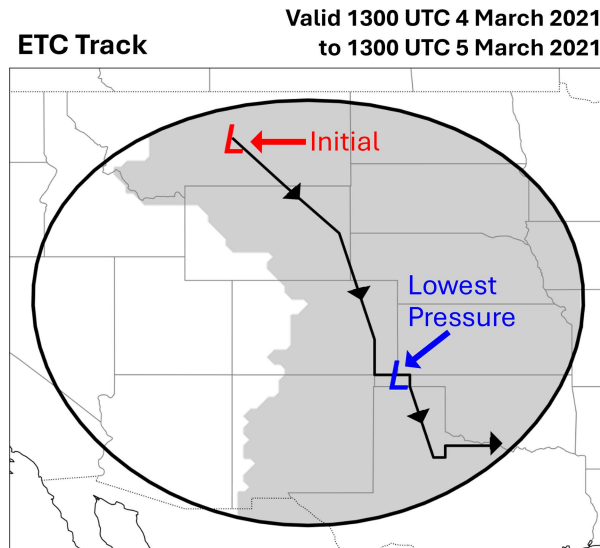 Valid 1300 UTC 4 March 2021
ETC Track
to 1300 UTC 5 March 2021
L
Initial
Lowest
Pressure
L